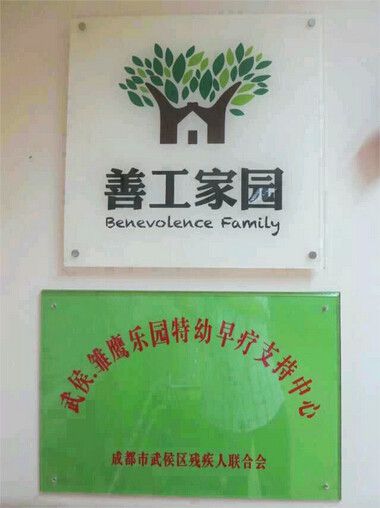 善工家园
Benevolence Family
武侯·雏鹰乐园特幼早疗支持中心
成都市武侯区残疾人联合会